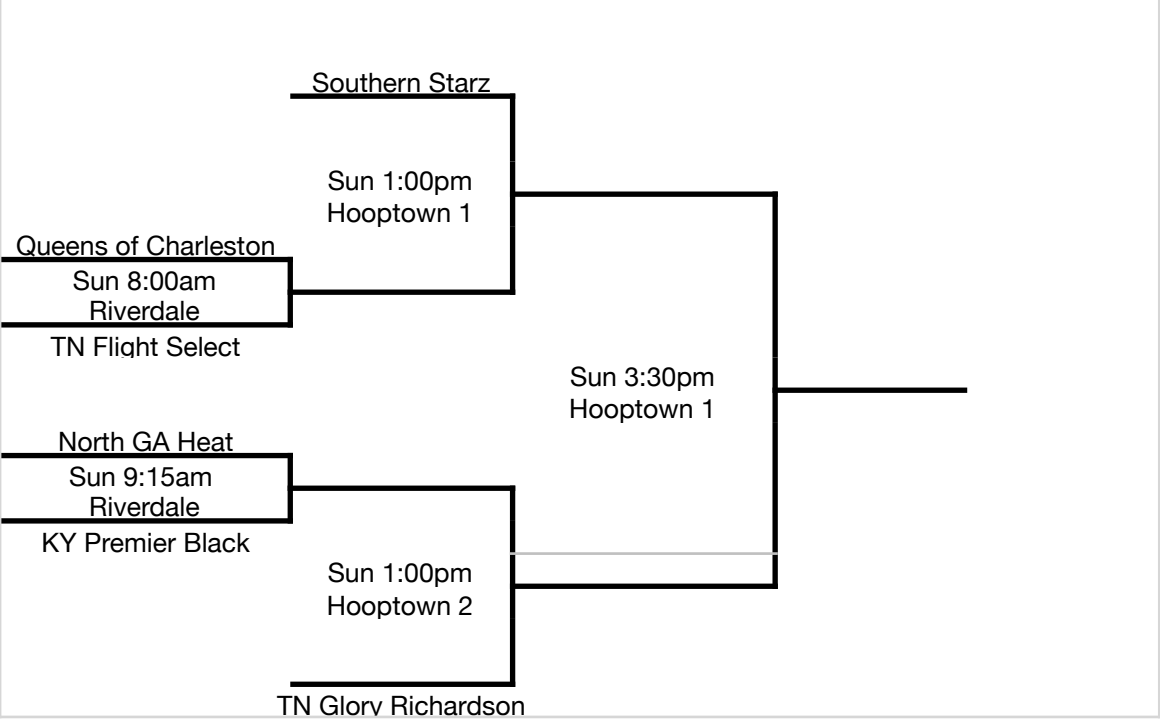 Southern Starz
Sun 1:00pm
Hooptown 1
Queens of Charleston
Sun 8:00am
Riverdale
TN Flight Select
Sun 3:30pm
Hooptown 1
North GA Heat
Sun 9:15am
Riverdale
KY Premier Black
Sun 1:00pm
Hooptown 2
TN Glory Richardson